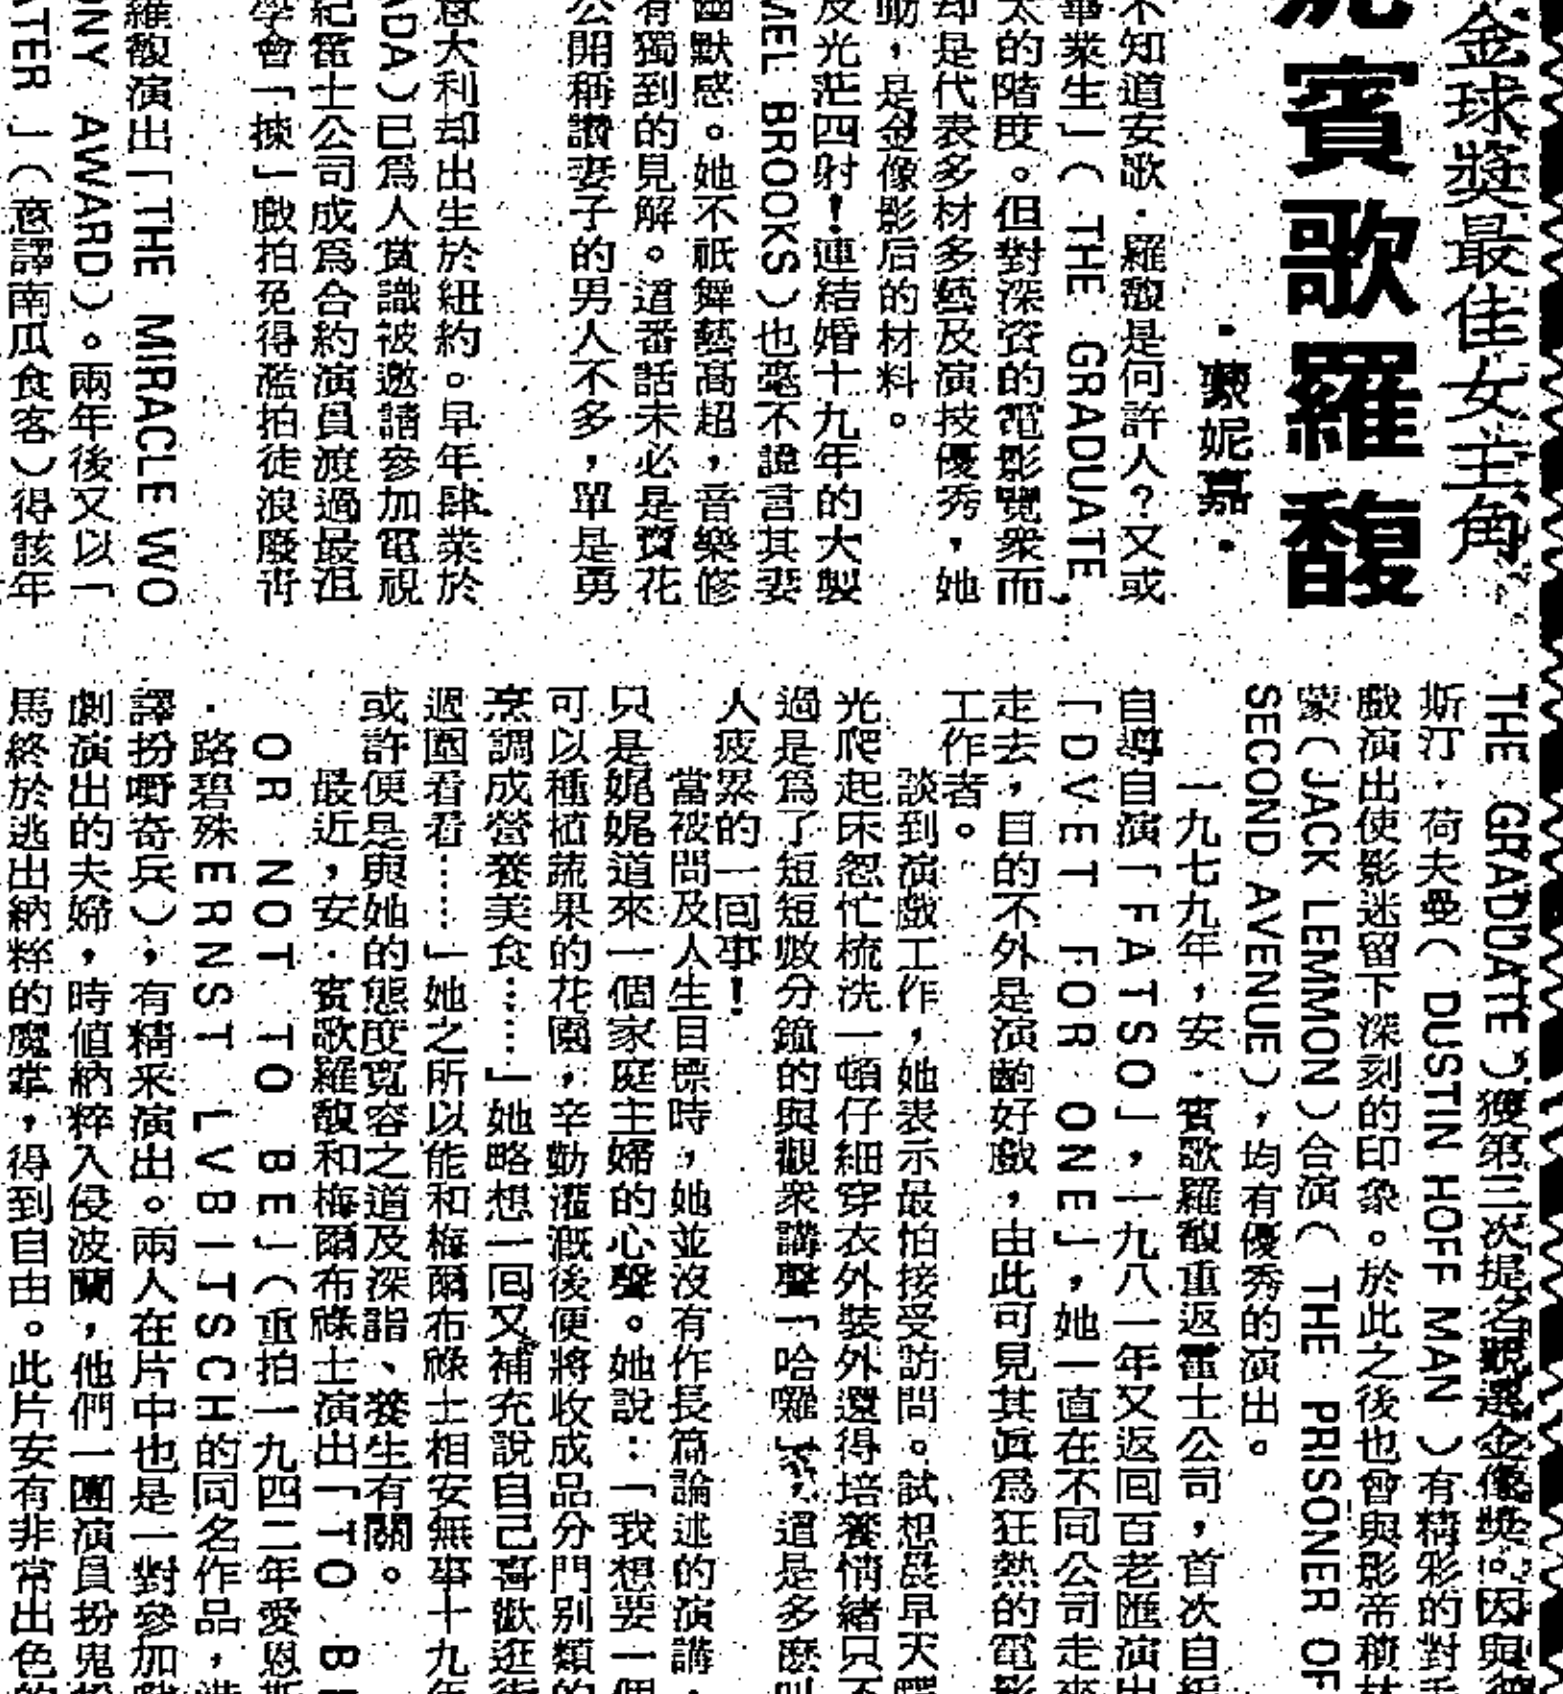 金球獎最佳女主角
賓歌羅馥
·蒙妮嘉·
不知道安歌·羅馥是何許人?又或
畢業生」( THE GRADUATE
太的階度。但對深資的電影觀衆而
却是代表多材多藝及演技優秀,她
動,是金像影后的材料。
反光茫四射!連結婚十九年的大製
MEL BROOKS)也毫不諱言其妻
幽默感。她不祇舞藝高超,音樂修
有獨到的見解。這番話未必是賣花
公開稱讚妻子的男人不多,單是勇
意大利却出生於紐約。早年肄業於
ADA)已爲人賞識被邀請參加電視
紀霍士公司成爲合約演員渡過最沮
學會「揀」戲拍免得濫拍徒浪廢靑
羅馥演出「THE MIRACLE WO
ONY AWARD)。兩年後又以「
ATER 」(意譯南瓜食客)得該年
THE GRADDATE)獲第三次提名競選金像獎。因與
斯汀·荷夫曼( DUSTIN HOFF MAN )有精彩的對手
戲演出使影迷留下深刻的印象。於此之後也曾與影帝積林
蒙(JACK LEMMON)合演( THE PRISONER OF
SECOND AVENUE),均有優秀的演出。
一九七九年,安·賓歌羅馥重返霍士公司,首次自編
自導自演「FATSO」,一九八一年又返回百老匯演出
「DVET FOR ONE」,她一直在不同公司走來
走去,目的不外是演齣好戲,由此可見其眞爲狂熱的電影
工作者。
談到演戲工作,她表示最怕接受訪問。試想晨早天曚
光爬起床怱忙梳洗一頓仔細穿衣外裝外還得培養情緒只不
過是爲了短短數分鐘的與觀衆講聲「哈囉」,這是多麽叫
人疲累的一回事!
當被問及人生目標時,她並沒有作長篇論述的演講,
只是娓娓道來一個家庭主婦的心聲。她說:「我想要一個
可以種植蔬果的花園,辛勤灌溉後便將收成品分門別類的
烹調成營養美食……」她略想一回又補充說自己喜歡逛街
週圍看看……」她之所以能和梅爾布祿士相安無事十九年
或許便是與她的態度寬容之道及深諳、養生有關。
最近,安·賓歌羅馥和梅爾布祿士演出「TO BE
OR NOT TO BE」(重拍一九四二年愛恩斯
·路碧殊ERNST LVBITSCH的同名作品,港
譯扮嘢奇兵),有精釆演出。兩人在片中也是一對參加
劇演出的夫婦,時値納粹入侵波蘭,他們一團演員扮鬼扮
馬終於逃出納粹的魔掌,得到自由。此片安有非常出色的